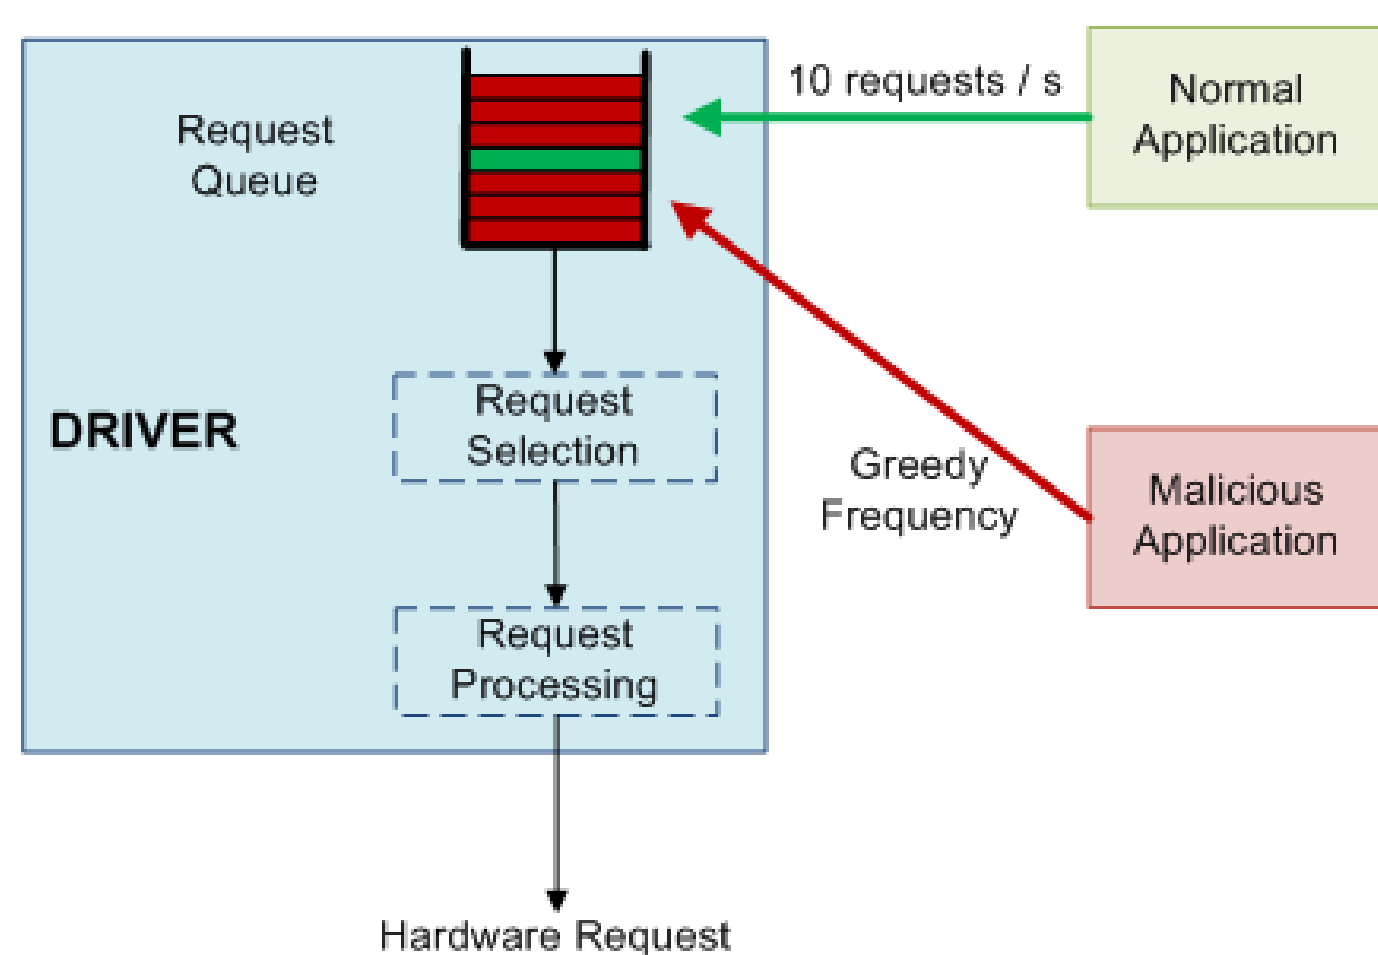 10 requests / s
Normal
Application
Request
Queue
DRIVER
Request
Selection
Greedy
Frequency
Malicious
Application
Request
Processing
Hardware Request